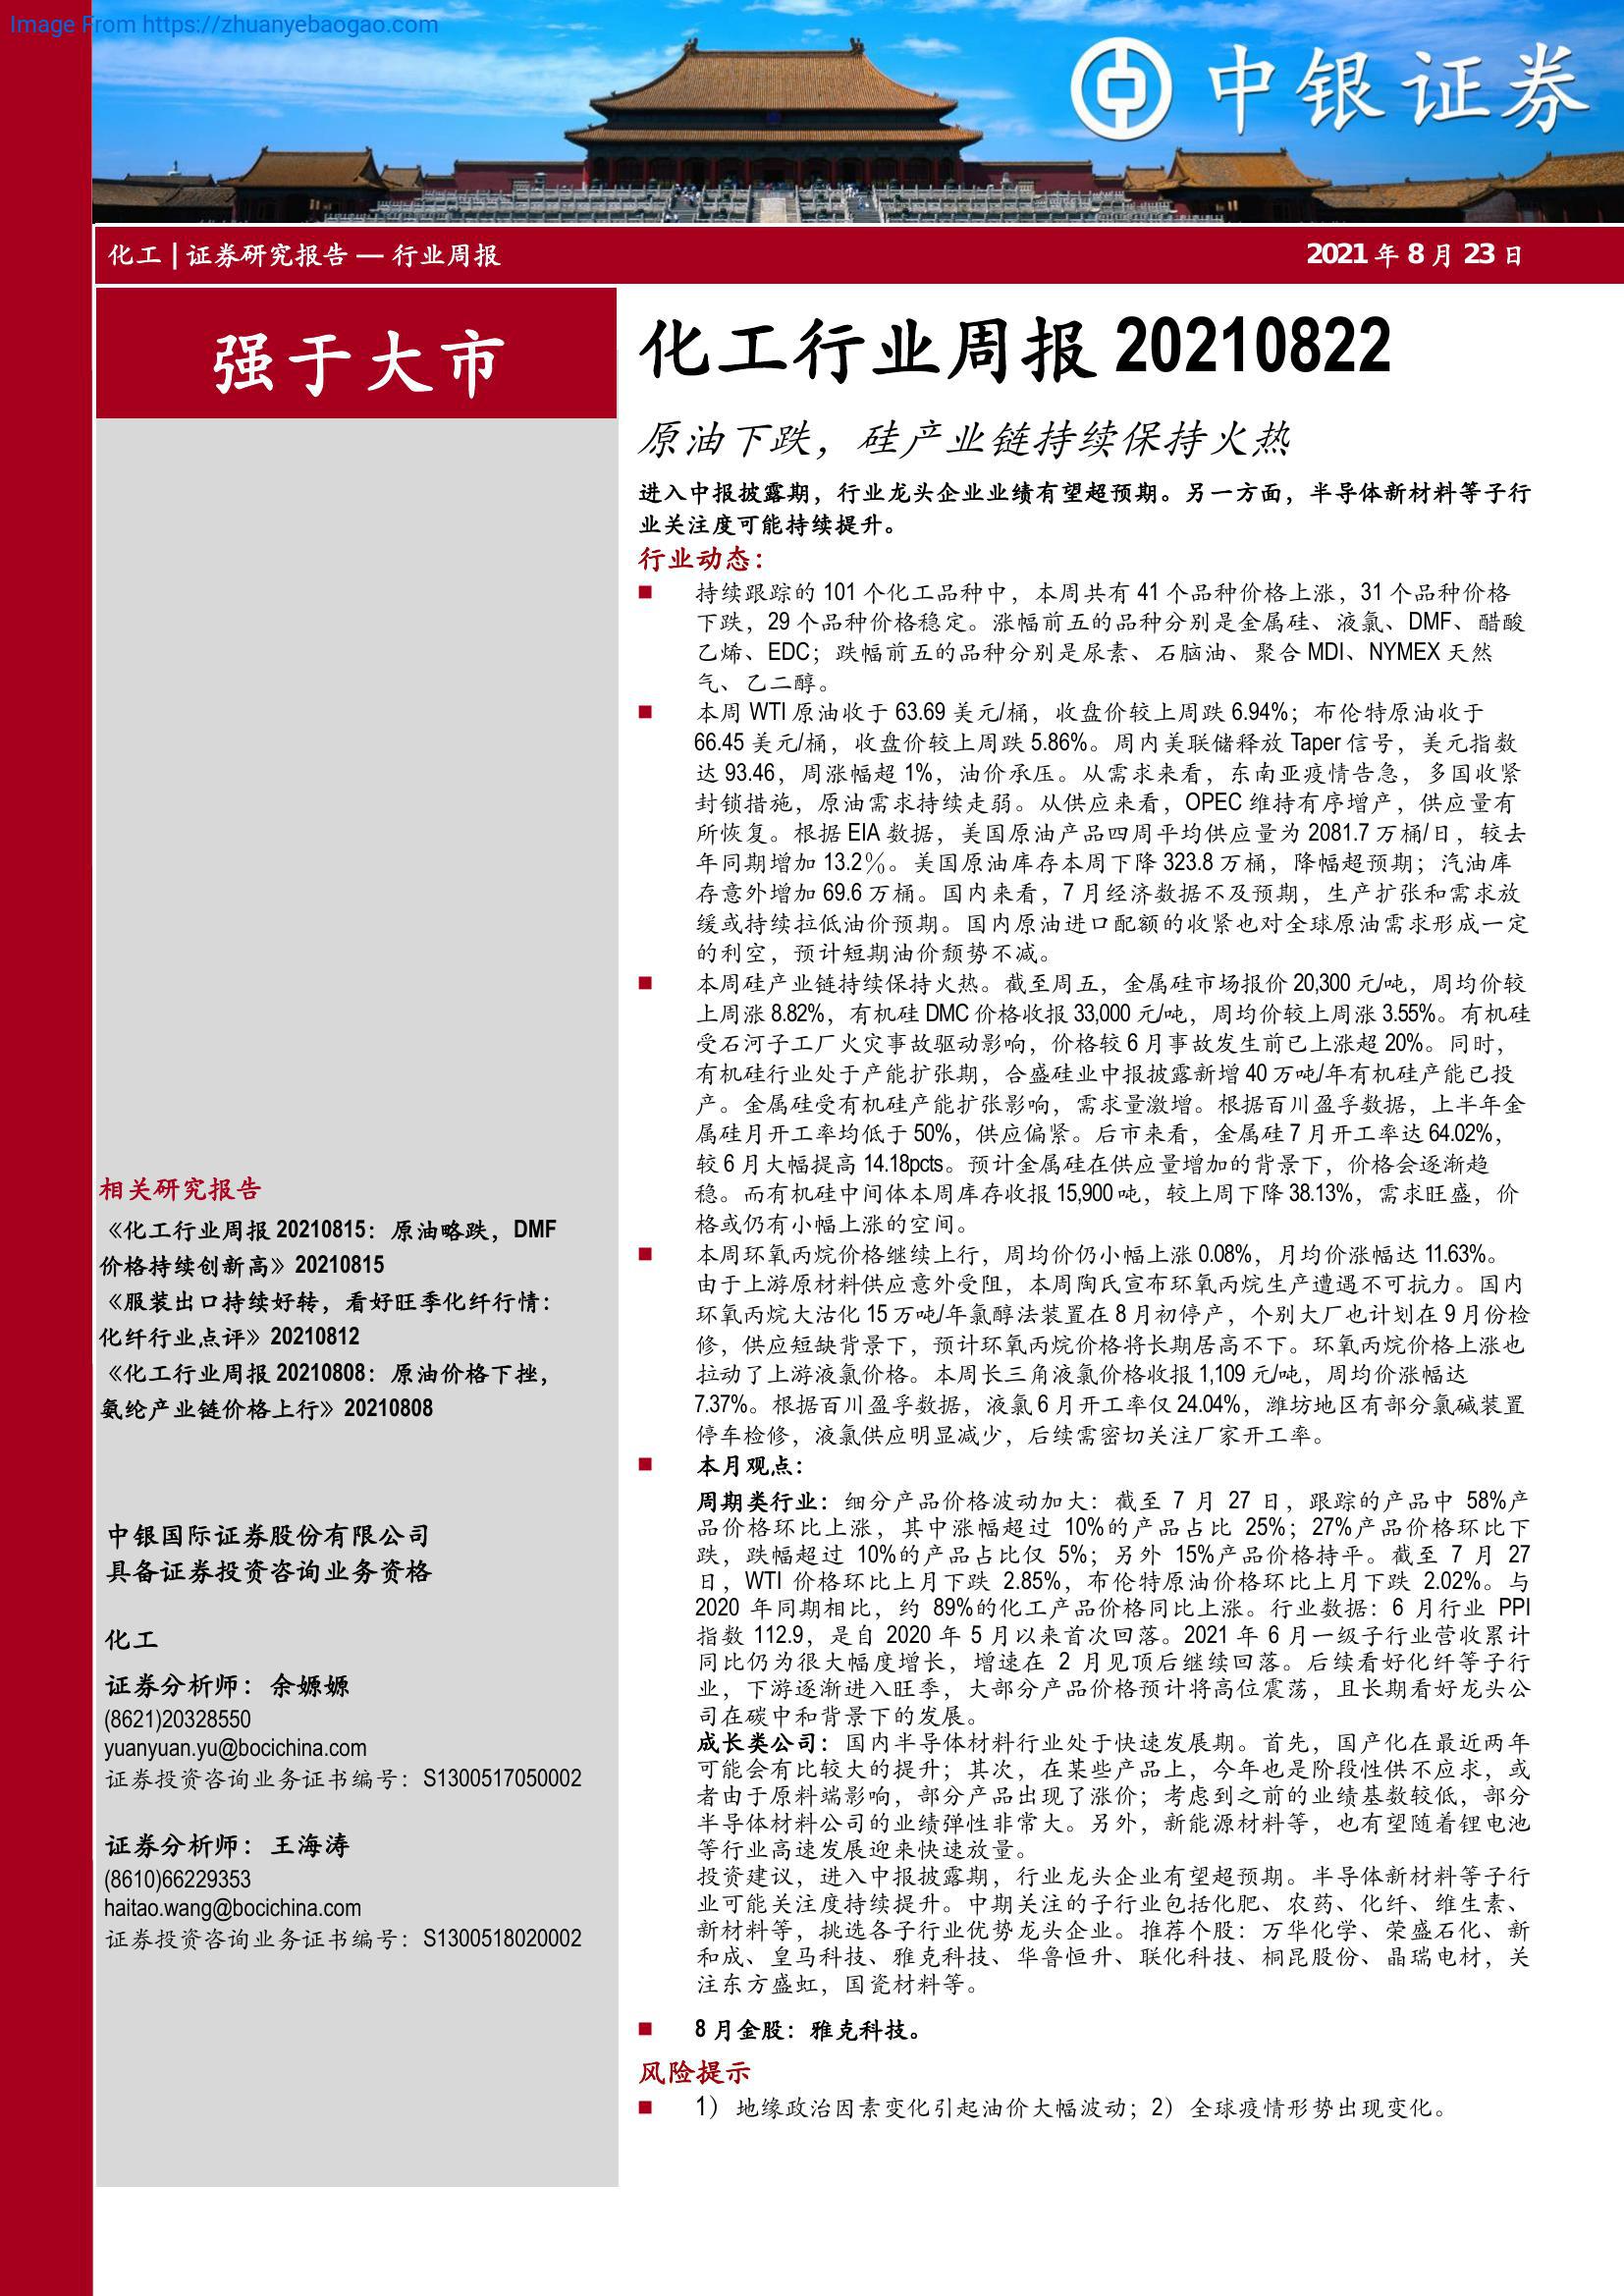 Image From https://zhuanyebaogao.com
中银证券
化工 | 证券研究报告 — 行业周报
2021 年 8 月 23 日
强于大市
相关研究报告
《化工行业周报 20210815：原油略跌，DMF
价格持续创新高》20210815
《服装出口持续好转，看好旺季化纤行情：
化纤行业点评》20210812
《化工行业周报 20210808：原油价格下挫，
氨纶产业链价格上行》20210808
中银国际证券股份有限公司
具备证券投资咨询业务资格
化工
证券分析师：余嫄嫄
(8621)20328550
yuanyuan.yu@bocichina.com
证券投资咨询业务证书编号：S1300517050002
证券分析师：王海涛
(8610)66229353
haitao.wang@bocichina.com
证券投资咨询业务证书编号：S1300518020002
化工行业周报 20210822
原油下跌，硅产业链持续保持火热
进入中报披露期，行业龙头企业业绩有望超预期。另一方面，半导体新材料等子行
业关注度可能持续提升。
行业动态：
■ 持续跟踪的 101 个化工品种中，本周共有 41 个品种价格上涨，31 个品种价格
下跌，29 个品种价格稳定。涨幅前五的品种分别是金属硅、液氯、DMF、醋酸
乙烯、EDC；跌幅前五的品种分别是尿素、石脑油、聚合 MDI、NYMEX 天然
气、乙二醇。
■ 本周 WTI 原油收于 63.69 美元/桶，收盘价较上周跌 6.94%；布伦特原油收于
66.45 美元/桶，收盘价较上周跌 5.86%。周内美联储释放 Taper 信号，美元指数
达 93.46，周涨幅超 1%，油价承压。从需求来看，东南亚疫情告急，多国收紧
封锁措施，原油需求持续走弱。从供应来看，OPEC 维持有序增产，供应量有
所恢复。根据 EIA 数据，美国原油产品四周平均供应量为 2081.7 万桶/日，较去
年同期增加 13.2％。美国原油库存本周下降 323.8 万桶，降幅超预期；汽油库
存意外增加 69.6 万桶。国内来看，7 月经济数据不及预期，生产扩张和需求放
缓或持续拉低油价预期。国内原油进口配额的收紧也对全球原油需求形成一定
的利空，预计短期油价颓势不减。
■ 本周硅产业链持续保持火热。截至周五，金属硅市场报价 20,300 元/吨，周均价较
上周涨 8.82%，有机硅 DMC 价格收报 33,000 元/吨，周均价较上周涨 3.55%。有机硅
受石河子工厂火灾事故驱动影响，价格较 6 月事故发生前已上涨超 20%。同时，
有机硅行业处于产能扩张期，合盛硅业中报披露新增 40 万吨/年有机硅产能已投
产。金属硅受有机硅产能扩张影响，需求量激增。根据百川盈孚数据，上半年金
属硅月开工率均低于 50%，供应偏紧。后市来看，金属硅 7 月开工率达 64.02%，
较 6 月大幅提高 14.18pcts。预计金属硅在供应量增加的背景下，价格会逐渐趋
稳。而有机硅中间体本周库存收报 15,900 吨，较上周下降 38.13%，需求旺盛，价
格或仍有小幅上涨的空间。
■ 本周环氧丙烷价格继续上行，周均价仍小幅上涨 0.08%，月均价涨幅达 11.63%。
由于上游原材料供应意外受阻，本周陶氏宣布环氧丙烷生产遭遇不可抗力。国内
环氧丙烷大沽化 15 万吨/年氯醇法装置在 8 月初停产，个别大厂也计划在 9 月份检
修，供应短缺背景下，预计环氧丙烷价格将长期居高不下。环氧丙烷价格上涨也
拉动了上游液氯价格。本周长三角液氯价格收报 1,109 元/吨，周均价涨幅达
7.37%。根据百川盈孚数据，液氯 6 月开工率仅 24.04%，潍坊地区有部分氯碱装置
停车检修，液氯供应明显减少，后续需密切关注厂家开工率。
■ 本月观点：
周期类行业：细分产品价格波动加大：截至 7 月 27 日，跟踪的产品中 58%产
品价格环比上涨，其中涨幅超过 10%的产品占比 25%；27%产品价格环比下
跌，跌幅超过 10%的产品占比仅 5%；另外 15%产品价格持平。截至 7 月 27
日，WTI 价格环比上月下跌 2.85%，布伦特原油价格环比上月下跌 2.02%。与
2020 年同期相比，约 89%的化工产品价格同比上涨。行业数据：6 月行业 PPI
指数 112.9，是自 2020 年 5 月以来首次回落。2021 年 6 月一级子行业营收累计
同比仍为很大幅度增长，增速在 2 月见顶后继续回落。后续看好化纤等子行
业，下游逐渐进入旺季，大部分产品价格预计将高位震荡，且长期看好龙头公
司在碳中和背景下的发展。
成长类公司：国内半导体材料行业处于快速发展期。首先，国产化在最近两年
可能会有比较大的提升；其次，在某些产品上，今年也是阶段性供不应求，或
者由于原料端影响，部分产品出现了涨价；考虑到之前的业绩基数较低，部分
半导体材料公司的业绩弹性非常大。另外，新能源材料等，也有望随着锂电池
等行业高速发展迎来快速放量。
投资建议，进入中报披露期，行业龙头企业有望超预期。半导体新材料等子行
业可能关注度持续提升。中期关注的子行业包括化肥、农药、化纤、维生素、
新材料等，挑选各子行业优势龙头企业。推荐个股：万华化学、荣盛石化、新
和成、皇马科技、雅克科技、华鲁恒升、联化科技、桐昆股份、晶瑞电材，关
注东方盛虹，国瓷材料等。
■ 8 月金股：雅克科技。
风险提示
■ 1）地缘政治因素变化引起油价大幅波动；2）全球疫情形势出现变化。